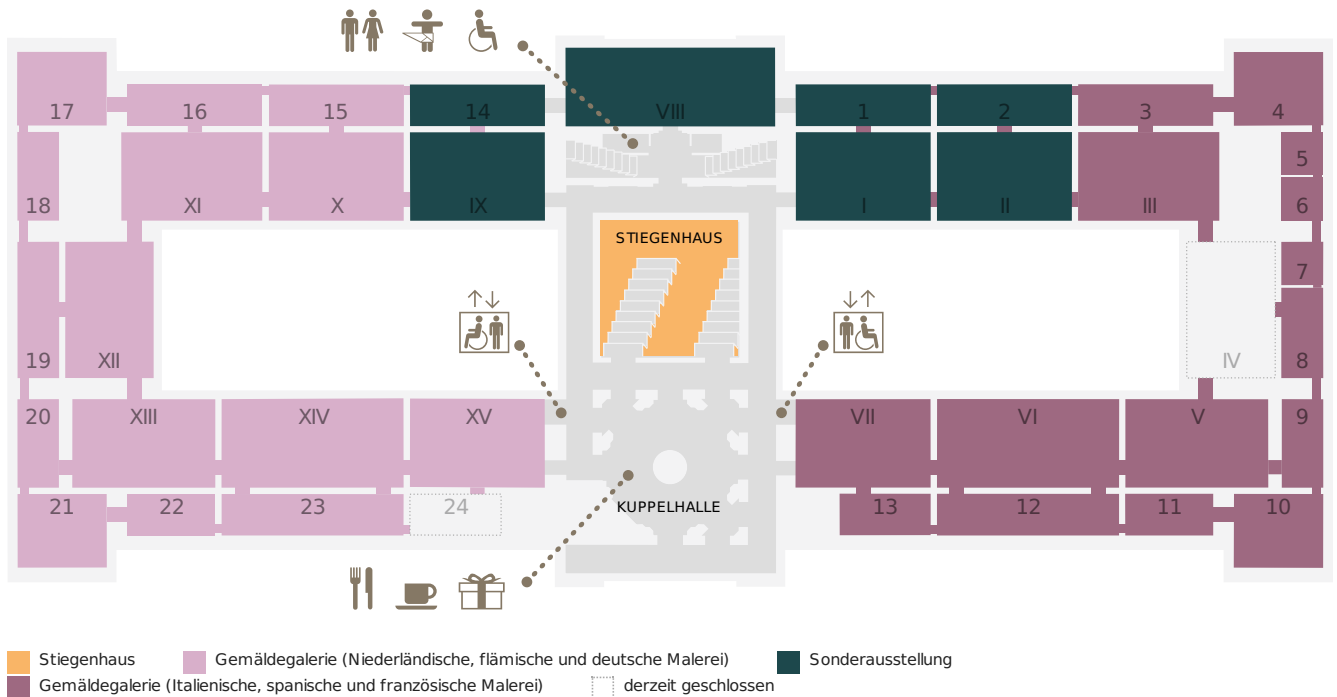 17 16 15 14 VIII 1 2 3 4
5
18 XI X IX I II III 6
STIEGENHAUS
7
19 XII IV 8
20 XIII XIV XV VII VI V 9
21 22 23 24 KUPPELHALLE 13 12 11 10
Stiegenhaus Gemäldegalerie (Niederländische, flämische und deutsche Malerei) Sonderausstellung
Gemäldegalerie (Italienische, spanische und französische Malerei) derzeit geschlossen